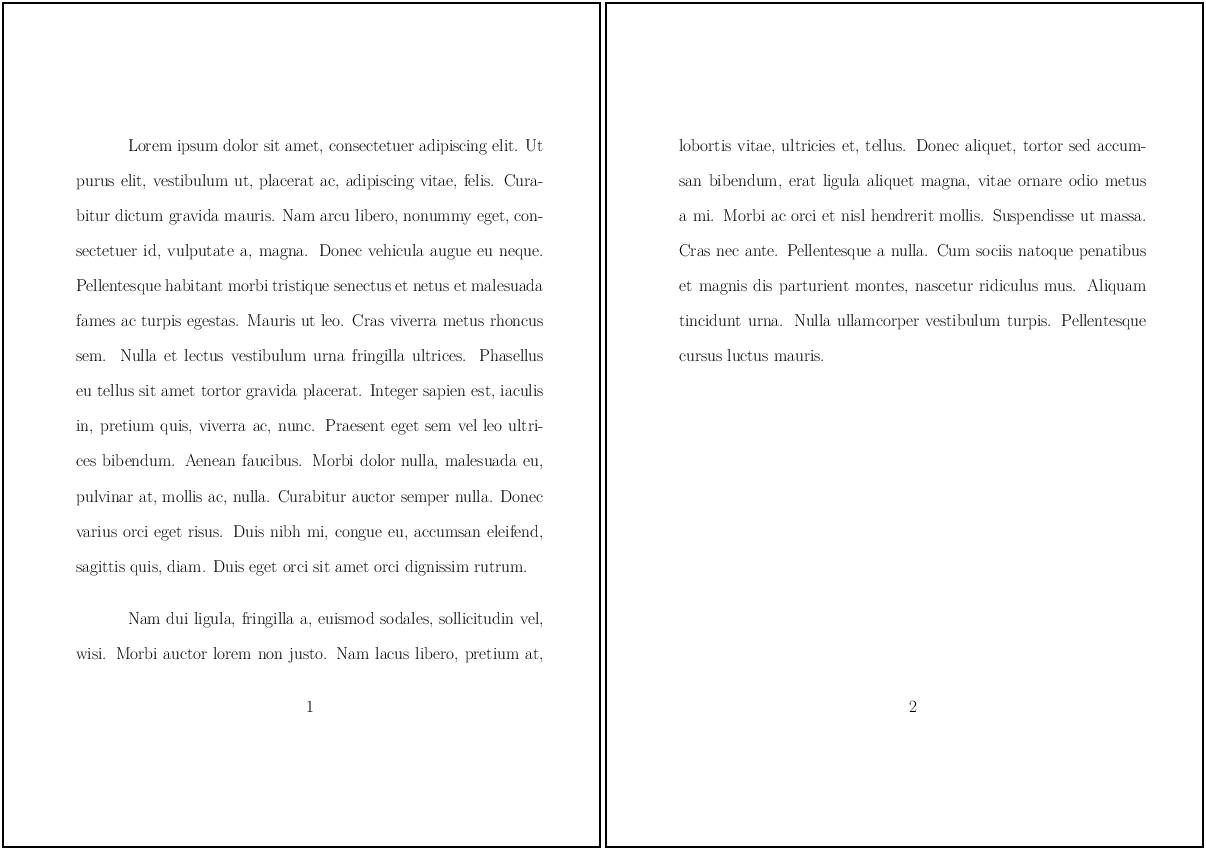 Lorem ipsum dolor sit amet, consectetuer adipiscing elit. Ut
purus elit, vestibulum ut, placerat ac, adipiscing vitae, felis. Cura-
bitur dictum gravida mauris. Nam arcu libero, nonummy eget, con-
sectetuer id, vulputate a, magna. Donec vehicula augue eu neque.
Pellentesque habitant morbi tristique senectus et netus et malesuada
fames ac turpis egestas. Mauris ut leo. Cras viverra metus rhoncus
sem. Nulla et lectus vestibulum urna fringilla ultrices. Phasellus
eu tellus sit amet tortor gravida placerat. Integer sapien est, iaculis
in, pretium quis, viverra ac, nunc. Praesent eget sem vel leo ultri-
ces bibendum. Aenean faucibus. Morbi dolor nulla, malesuada eu,
pulvinar at, mollis ac, nulla. Curabitur auctor semper nulla. Donec
varius orci eget risus. Duis nibh mi, congue eu, accumsan eleifend,
sagittis quis, diam. Duis eget orci sit amet orci dignissim rutrum.
Nam dui ligula, fringilla a, euismod sodales, sollicitudin vel,
wisi. Morbi auctor lorem non justo. Nam lacus libero, pretium at,
1
lobortis vitae, ultricies et, tellus. Donec aliquet, tortor sed accum-
san bibendum, erat ligula aliquet magna, vitae ornare odio metus
a mi. Morbi ac orci et nisl hendrerit mollis. Suspendisse ut massa.
Cras nec ante. Pellentesque a nulla. Cum sociis natoque penatibus
et magnis dis parturient montes, nascetur ridiculus mus. Aliquam
tincidunt urna. Nulla ullamcorper vestibulum turpis. Pellentesque
cursus luctus mauris.
2